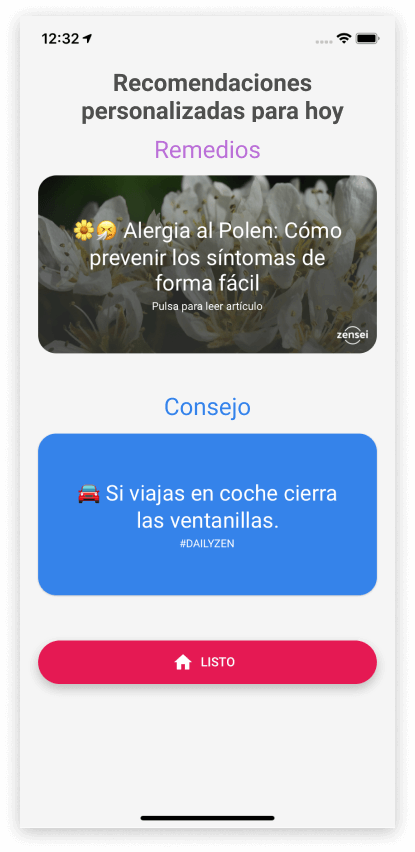 12:32
Recomendaciones
personalizadas para hoy
Remedios
🌼🤧 Alergia al Polen: Cómo
prevenir los síntomas de
forma fácil
Pulsa para leer artículo
zensei
Consejo
🚘 Si viajas en coche cierra
las ventanillas.
#DAILYZEN
LISTO